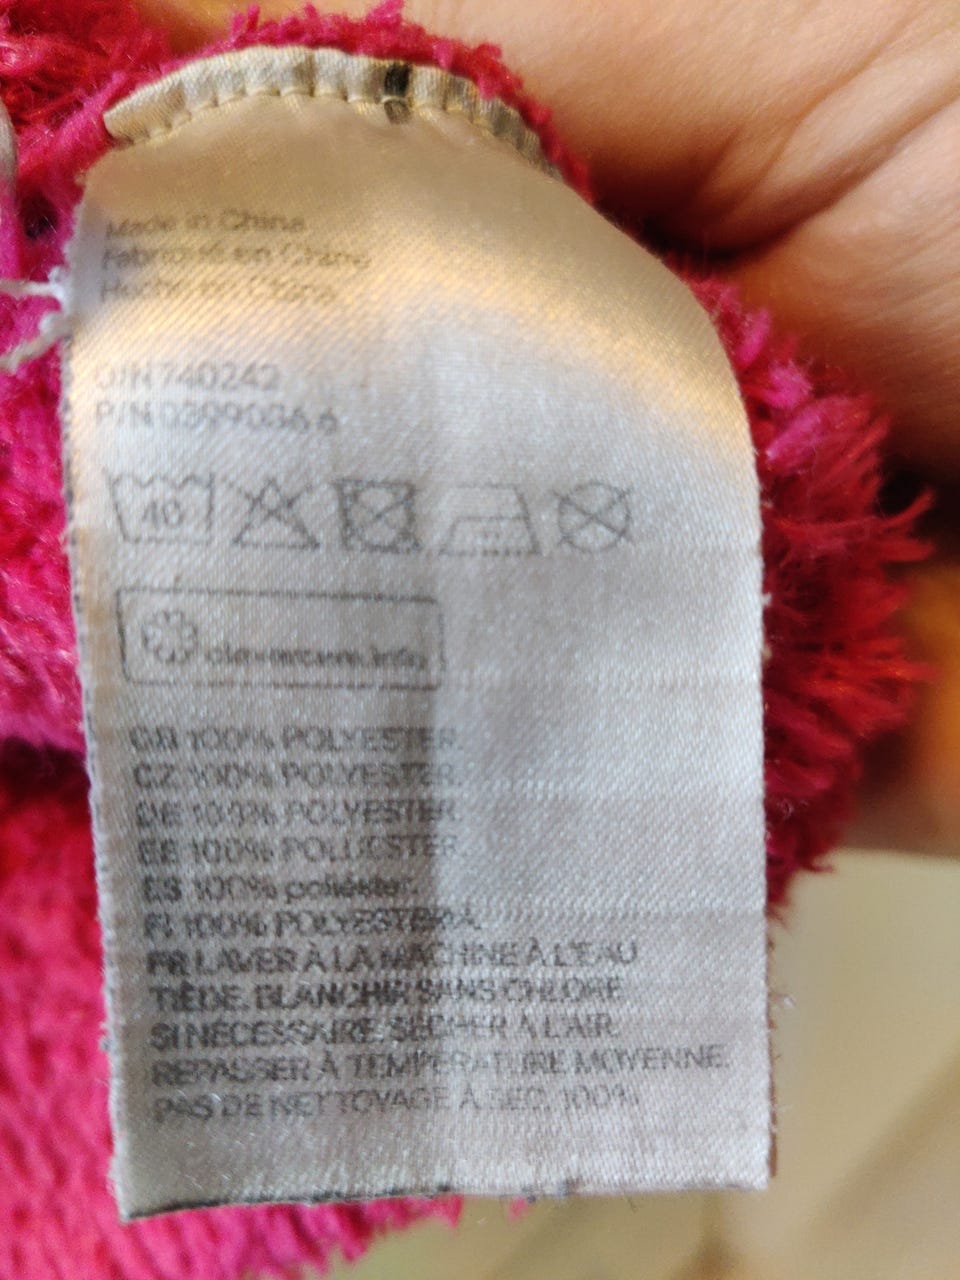 Made in China
Fabriqué en Chine
China
740242
P/N
40
clevercare.info
GB 100% POLYESTER.
CZ 100% POLYESTER.
DE 100% POLYESTER.
EE 100% POLÜESTER.
ES 100% poliéster.
FI 100% POLYESTERIÄ.
FR LAVER À LA MACHINE À L'EAU
TIÈDE. BLANCHIR SANS CHLORE
SI NÉCESSAIRE. SÉCHER À L'AIR.
REPASSER À TEMPÉRATURE MOYENNE.
PAS DE NETTOYAGE À SEC. 100%